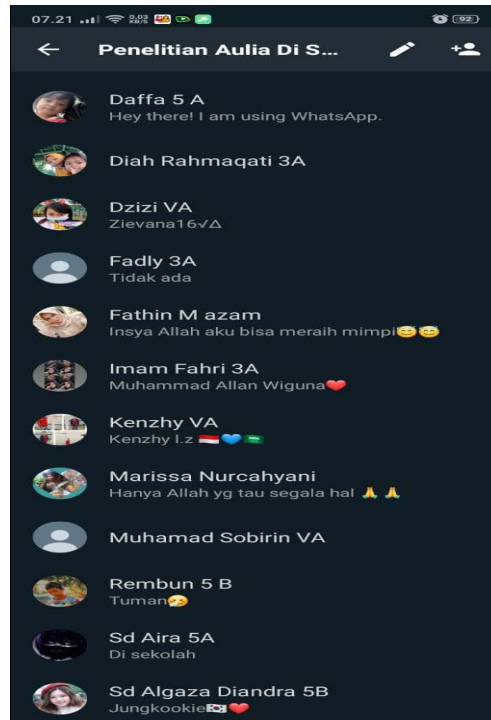 07.21 9,03 KB/S 92
Penelitian Aulia Di S...
Daffa 5 A
Hey there! I am using WhatsApp.
Diah Rahmaqati 3A
Dzizi VA
Zievana16√Δ
Fadly 3A
Tidak ada
Fathin M azam
Insya Allah aku bisa meraih mimpi😇😇
Imam Fahri 3A
Muhammad Allan Wiguna❤️
Kenzhy VA
Kenzhy l.z 🇮🇩💙🇸🇦
Marissa Nurcahyani
Hanya Allah yg tau segala hal 🙏 🙏
Muhamad Sobirin VA
Rembun 5 B
Tuman🤧
Sd Aira 5A
Di sekolah
Sd Algaza Diandra 5B
Jungkookie🇰🇷❤️